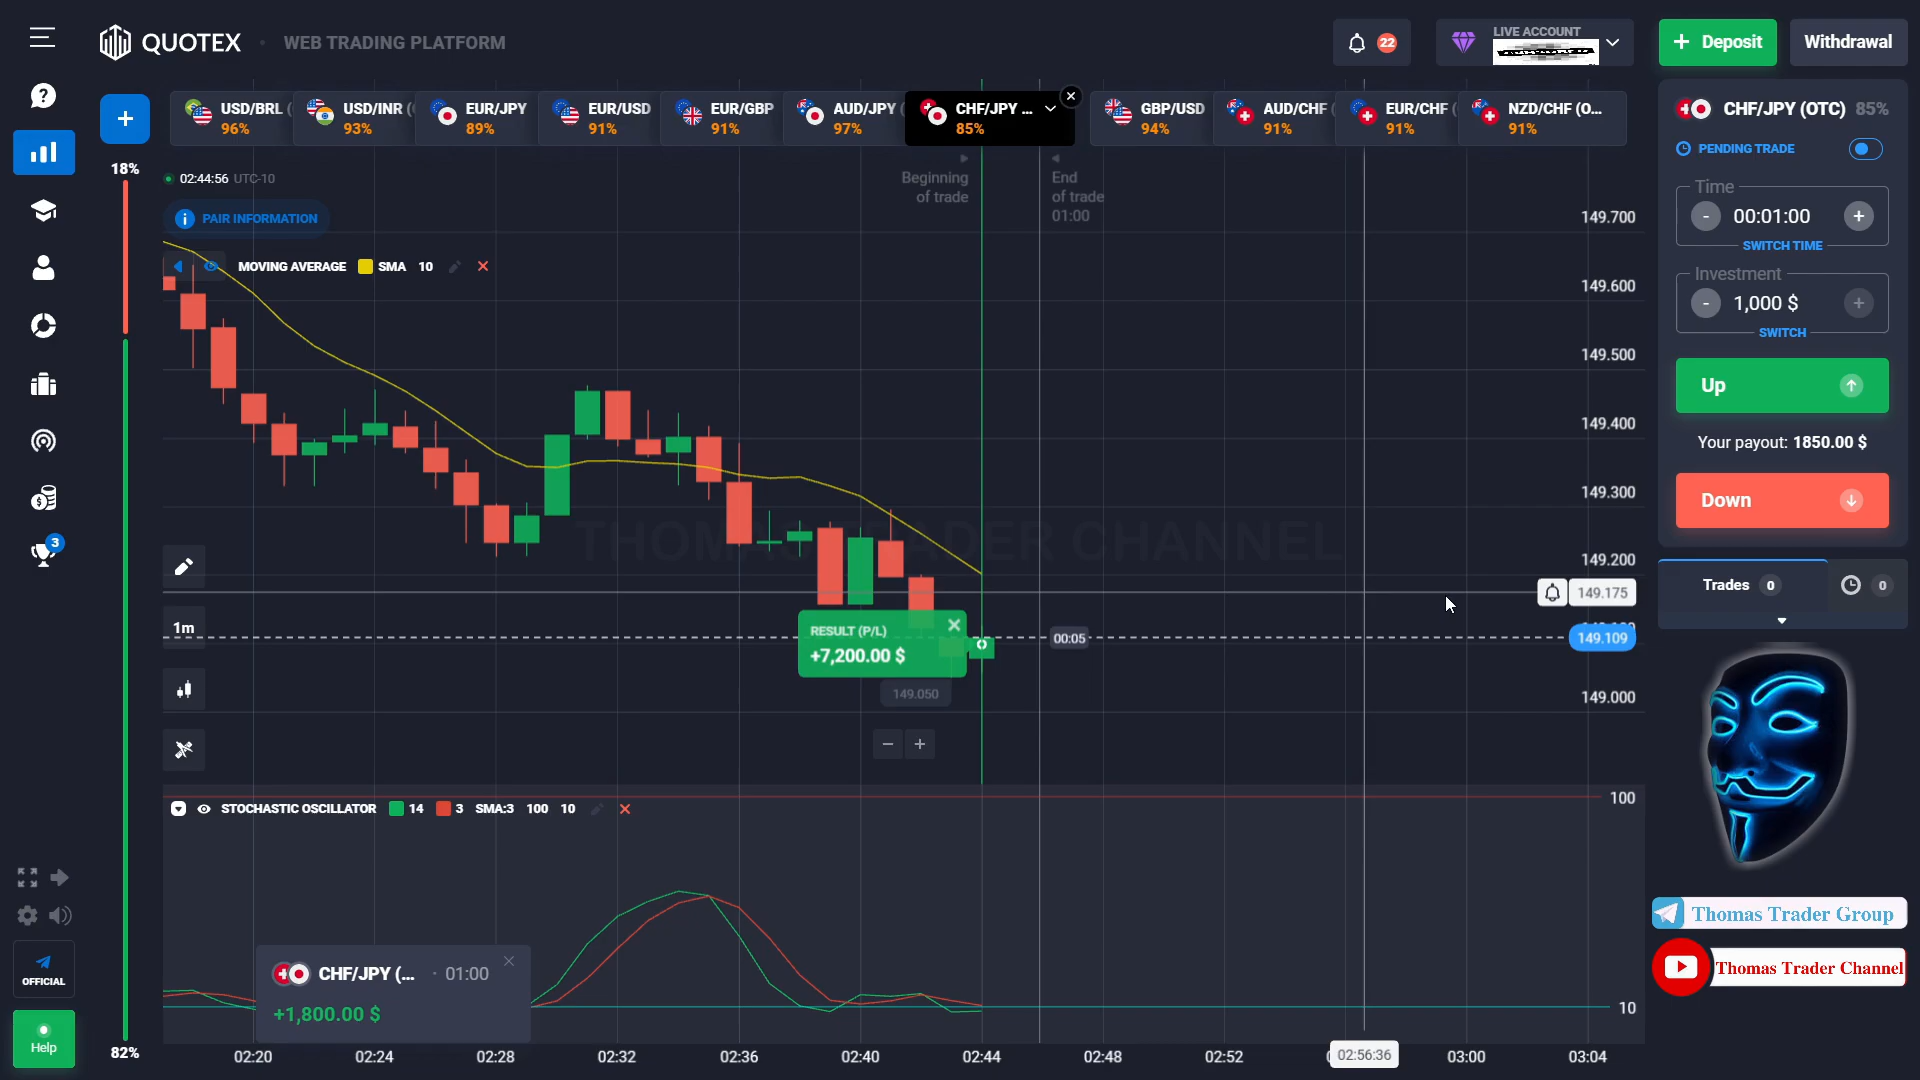 QUOTEX
WEB TRADING PLATFORM
22
LIVE ACCOUNT
Deposit
Withdrawal
USD/BRL (
96%
USD/INR (
93%
EUR/JPY
89%
EUR/USD
91%
EUR/GBP
91%
AUD/JPY (
97%
CHF/JPY ...
85%
GBP/USD
94%
AUD/CHF (
91%
EUR/CHF (
91%
NZD/CHF (O...
91%
18%
02:44:56 UTC-10
PAIR INFORMATION
MOVING AVERAGE SMA 10
Beginning
of trade
End
of trade
01:00
149.700
149.600
149.500
149.400
149.300
149.200
149.175
149.109
149.000
THOMAS TRADER CHANNEL
1m
RESULT (P/L)
+7,200.00 $
00:05
149.050
STOCHASTIC OSCILLATOR 14 3 SMA:3 100 10
100
10
CHF/JPY (... · 01:00
+1,800.00 $
02:20 02:24 02:28 02:32 02:36 02:40 02:44 02:48 02:52 02:56:36 03:00 03:04
3
OFFICIAL
Help
82%
CHF/JPY (OTC) 85%
PENDING TRADE
Time
- 00:01:00 +
SWITCH TIME
Investment
- 1,000 $ +
SWITCH
Up
Your payout: 1850.00 $
Down
Trades 0
0
Thomas Trader Group
Thomas Trader Channel